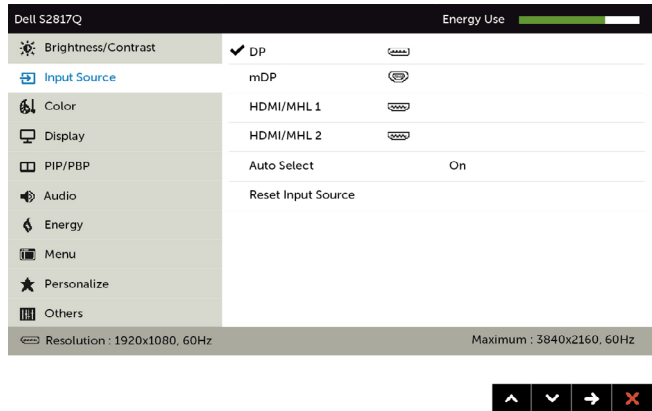 Dell S2817Q Energy Use
Brightness/Contrast DP
Input Source mDP
Color HDMI/MHL 1
Display HDMI/MHL 2
PIP/PBP Auto Select On
Audio Reset Input Source
Energy
Menu
Personalize
Others
Resolution : 1920x1080, 60Hz Maximum : 3840x2160, 60Hz